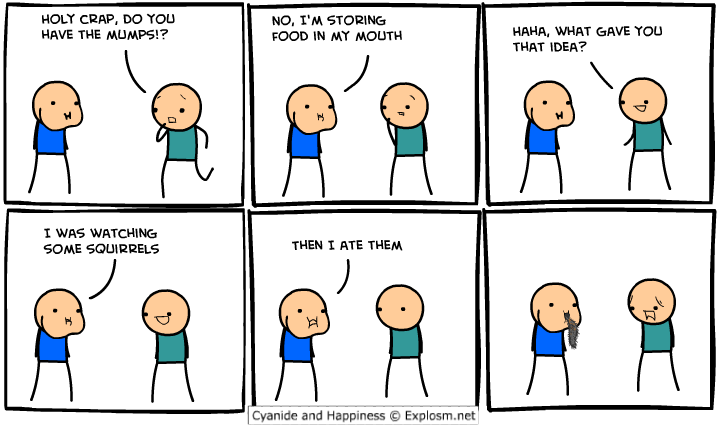 HOLY CRAP, DO YOU
HAVE THE MUMPS!?
NO, I'M STORING
FOOD IN MY MOUTH
HAHA, WHAT GAVE YOU
THAT IDEA?
I WAS WATCHING
SOME SQUIRRELS
THEN I ATE THEM
Cyanide and Happiness © Explosm.net